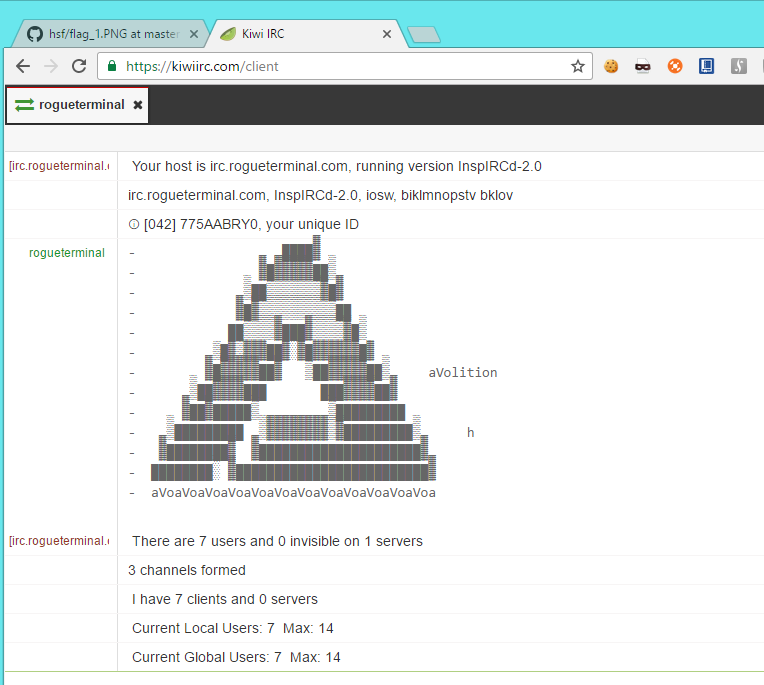 hsf/flag_1.PNG at master
Kiwi IRC
https://kiwiirc.com/client
rogueterminal
[irc.rogueterminal.c Your host is irc.rogueterminal.com, running version InspIRCd-2.0
irc.rogueterminal.com, InspIRCd-2.0, iosw, biklmnopstv bklov
[042] 775AABRY0, your unique ID
rogueterminal -
-
-
-
-
-
- aVolition
-
-
- h
-
-
- aVoaVoaVoaVoaVoaVoaVoaVoaVoaVoaVoaVoa
[irc.rogueterminal.c There are 7 users and 0 invisible on 1 servers
3 channels formed
I have 7 clients and 0 servers
Current Local Users: 7 Max: 14
Current Global Users: 7 Max: 14